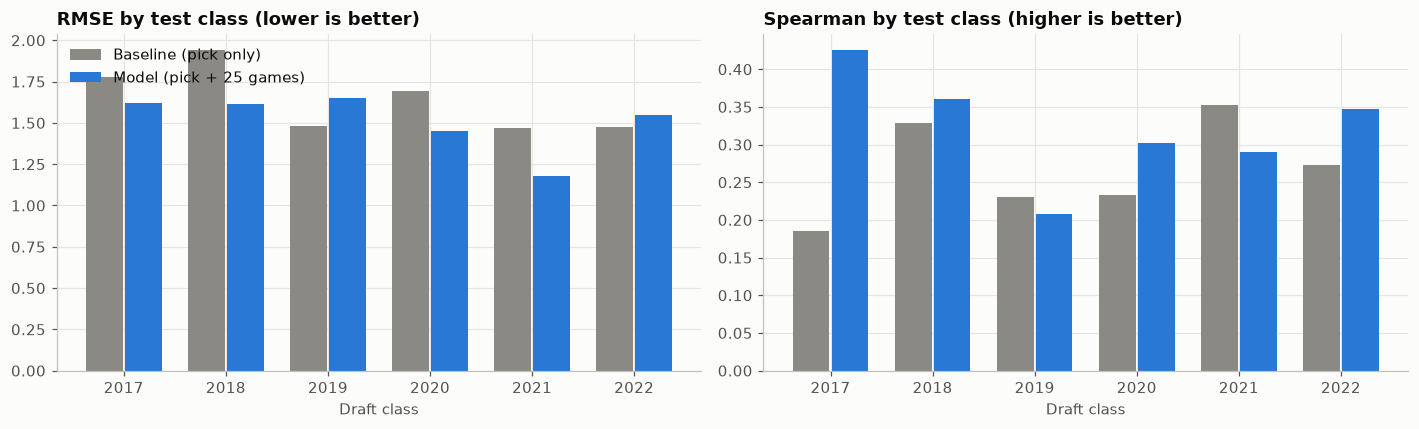 RMSE by test class (lower is better)
Baseline (pick only)
Model (pick + 25 games)
2.00
1.75
1.50
1.25
1.00
0.75
0.50
0.25
0.00
2017 2018 2019 2020 2021 2022
Draft class
Spearman by test class (higher is better)
0.40
0.35
0.30
0.25
0.20
0.15
0.10
0.05
0.00
2017 2018 2019 2020 2021 2022
Draft class